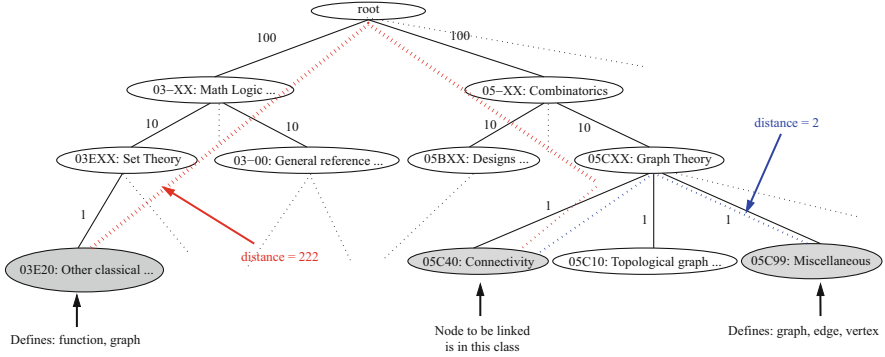 root
100
100
03−XX: Math Logic ...
05−XX: Combinatorics
10
10
10
10
distance = 2
03EXX: Set Theory
03−00: General reference ...
05BXX: Designs ...
05CXX: Graph Theory
1
1
1
1
distance = 222
03E20: Other classical ...
05C40: Connectivity
05C10: Topological graph ...
05C99: Miscellaneous
Defines: function, graph
Node to be linked
is in this class
Defines: graph, edge, vertex